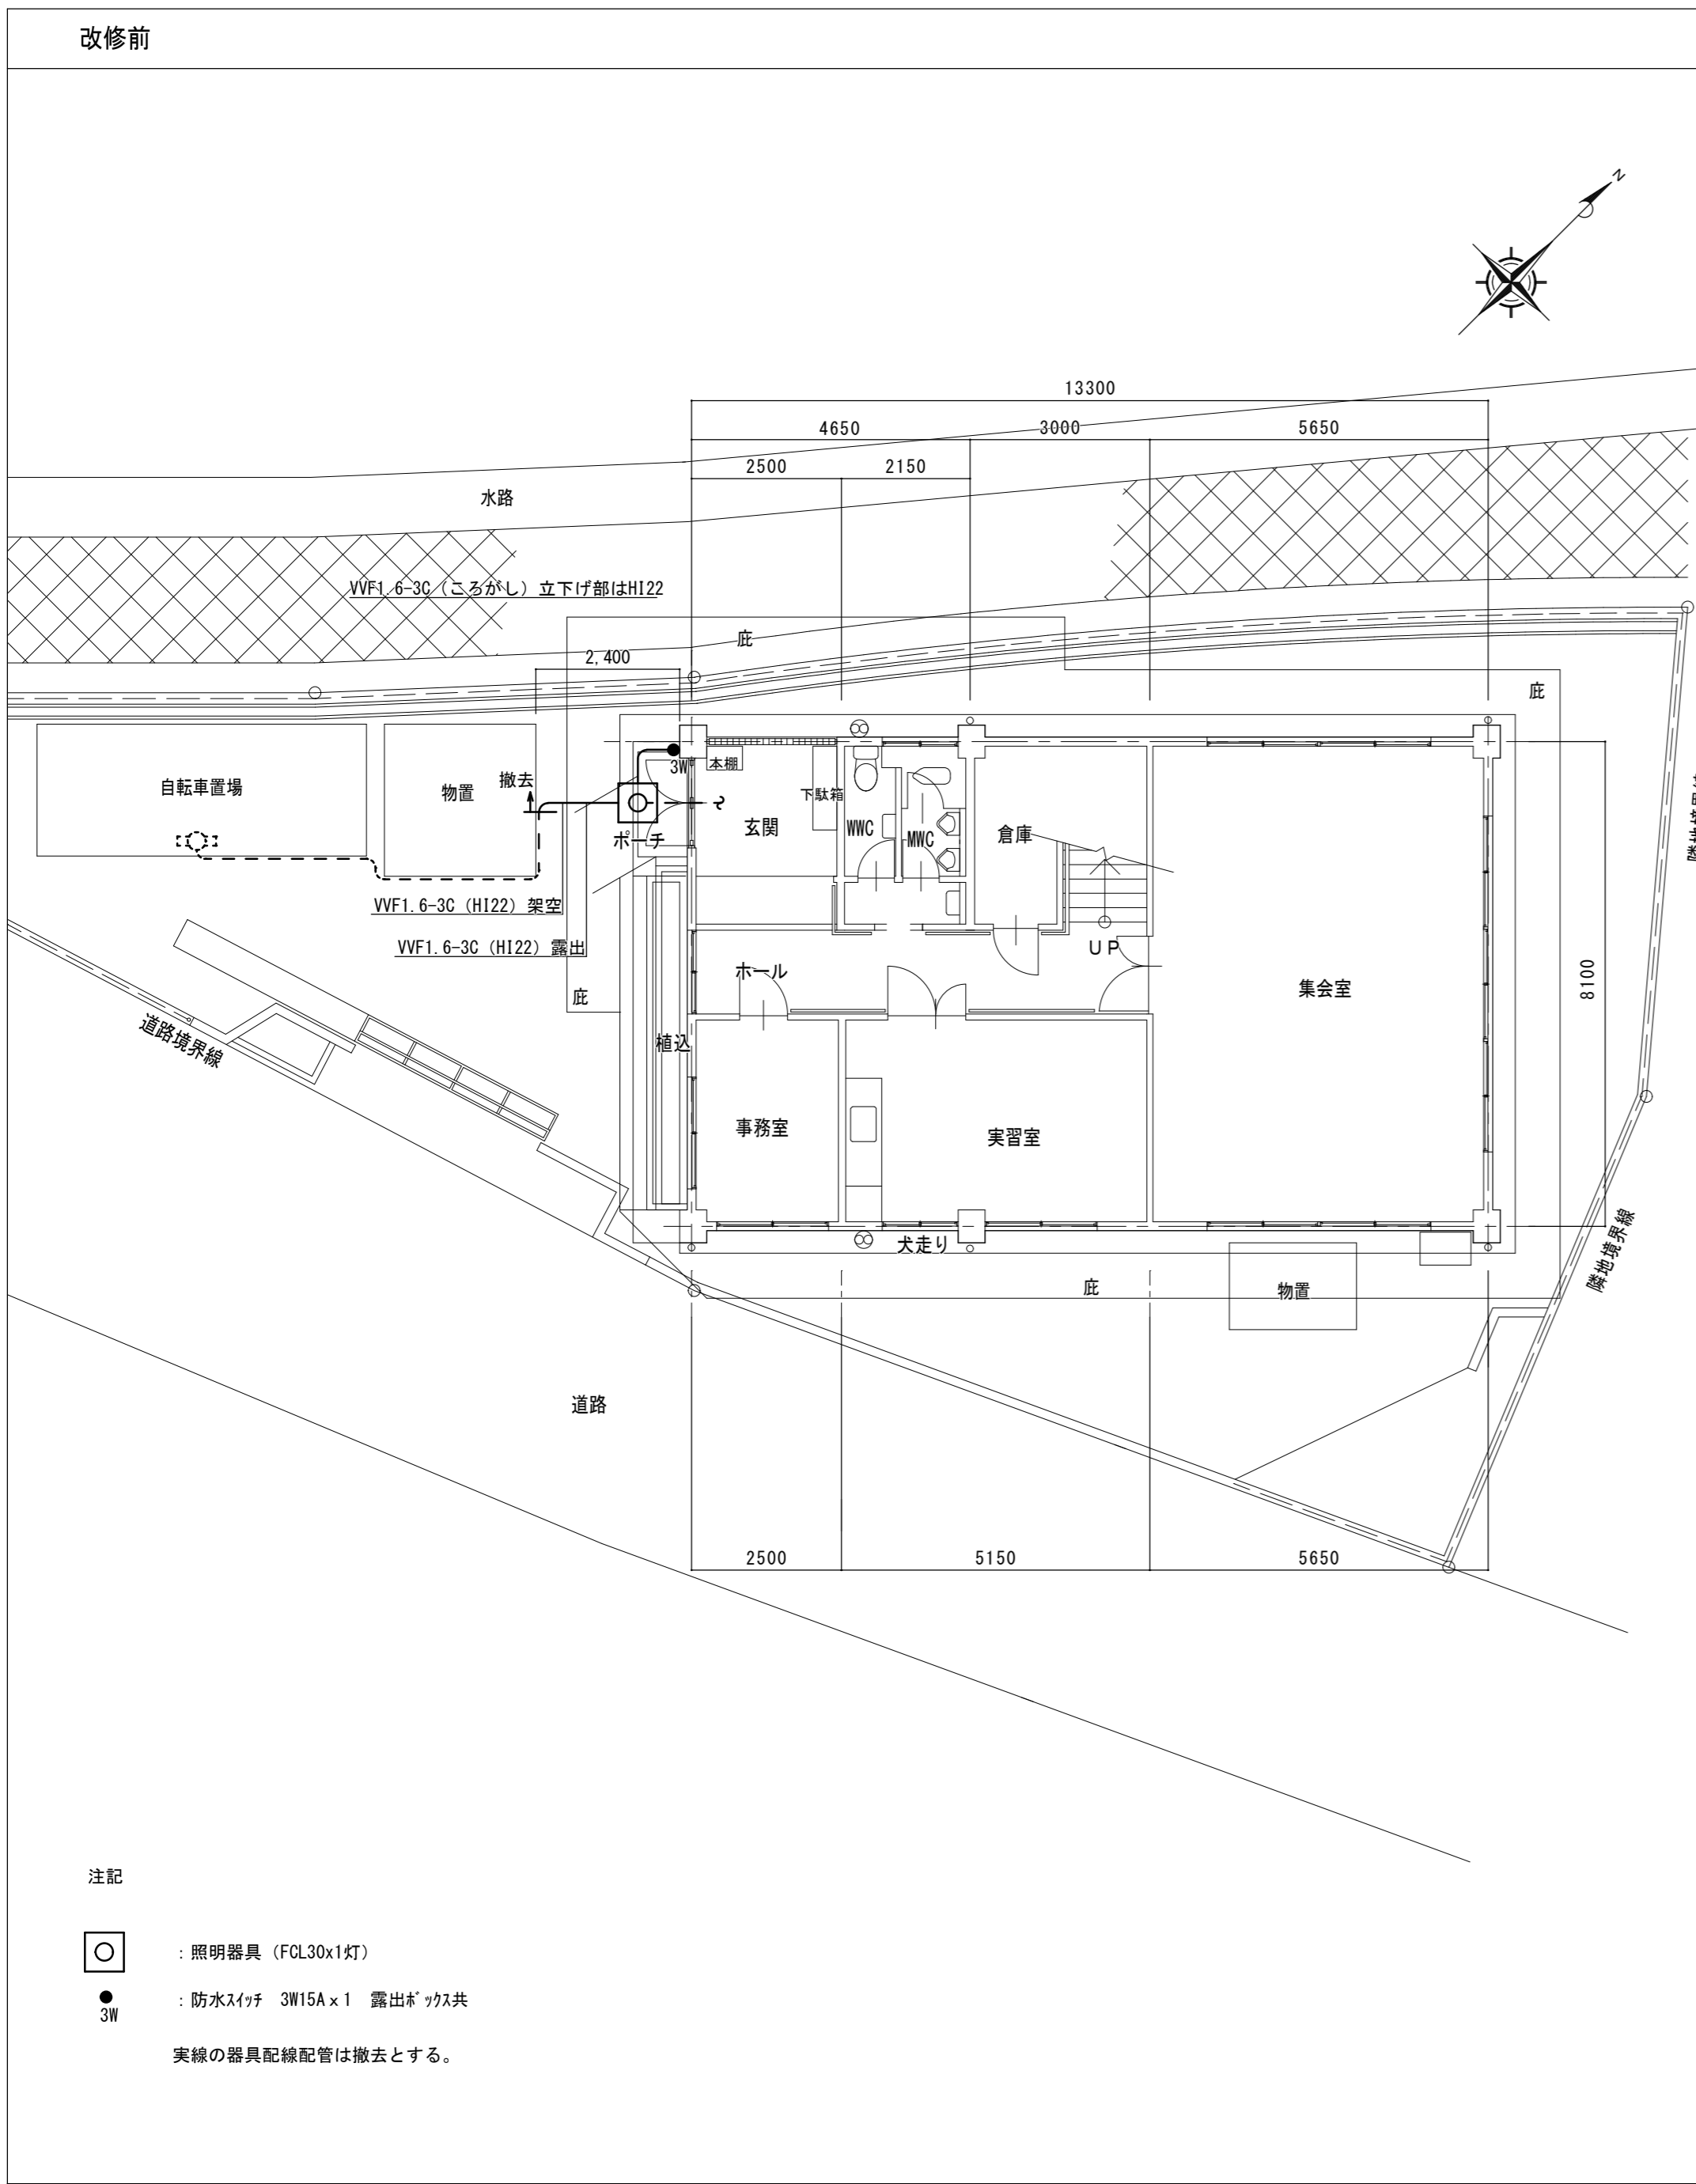 改修前
N
13300
4650
3000
5650
2500
2150
水路
VVF1.6-3C（ころがし）立下げ部はHI22
庇
2,400
庇
3W
本棚
自転車置場
物置
撤去
下駄箱
玄関
WWC
MWC
倉庫
ポーチ
VVF1.6-3C（HI22）架空
VVF1.6-3C（HI22）露出
UP
ホール
集会室
8100
庇
道路境界線
植込
事務室
実習室
犬走り
隣地境界線
庇
物置
道路
2500
5150
5650
注記
：照明器具（FCL30x1灯）
3W
：防水スイッチ　3W15A x 1　露出ボックス共
実線の器具配線配管は撤去とする。